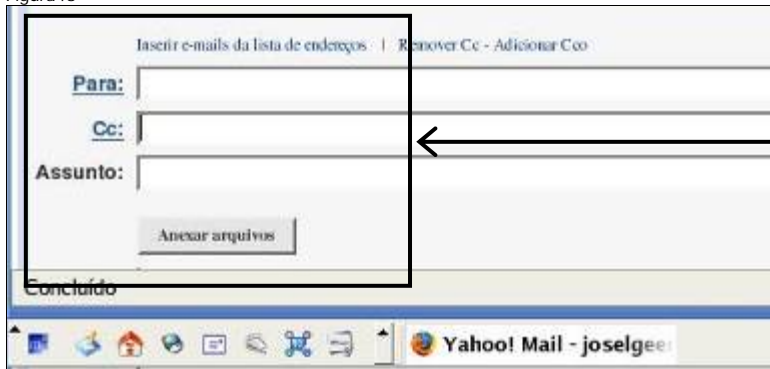 Inserir e-mails da lista de endereços | Remover Cc - Adicionar Cco
Para:
Cc:
Assunto:
Anexar arquivos
Concluído
Yahoo! Mail - joselgee